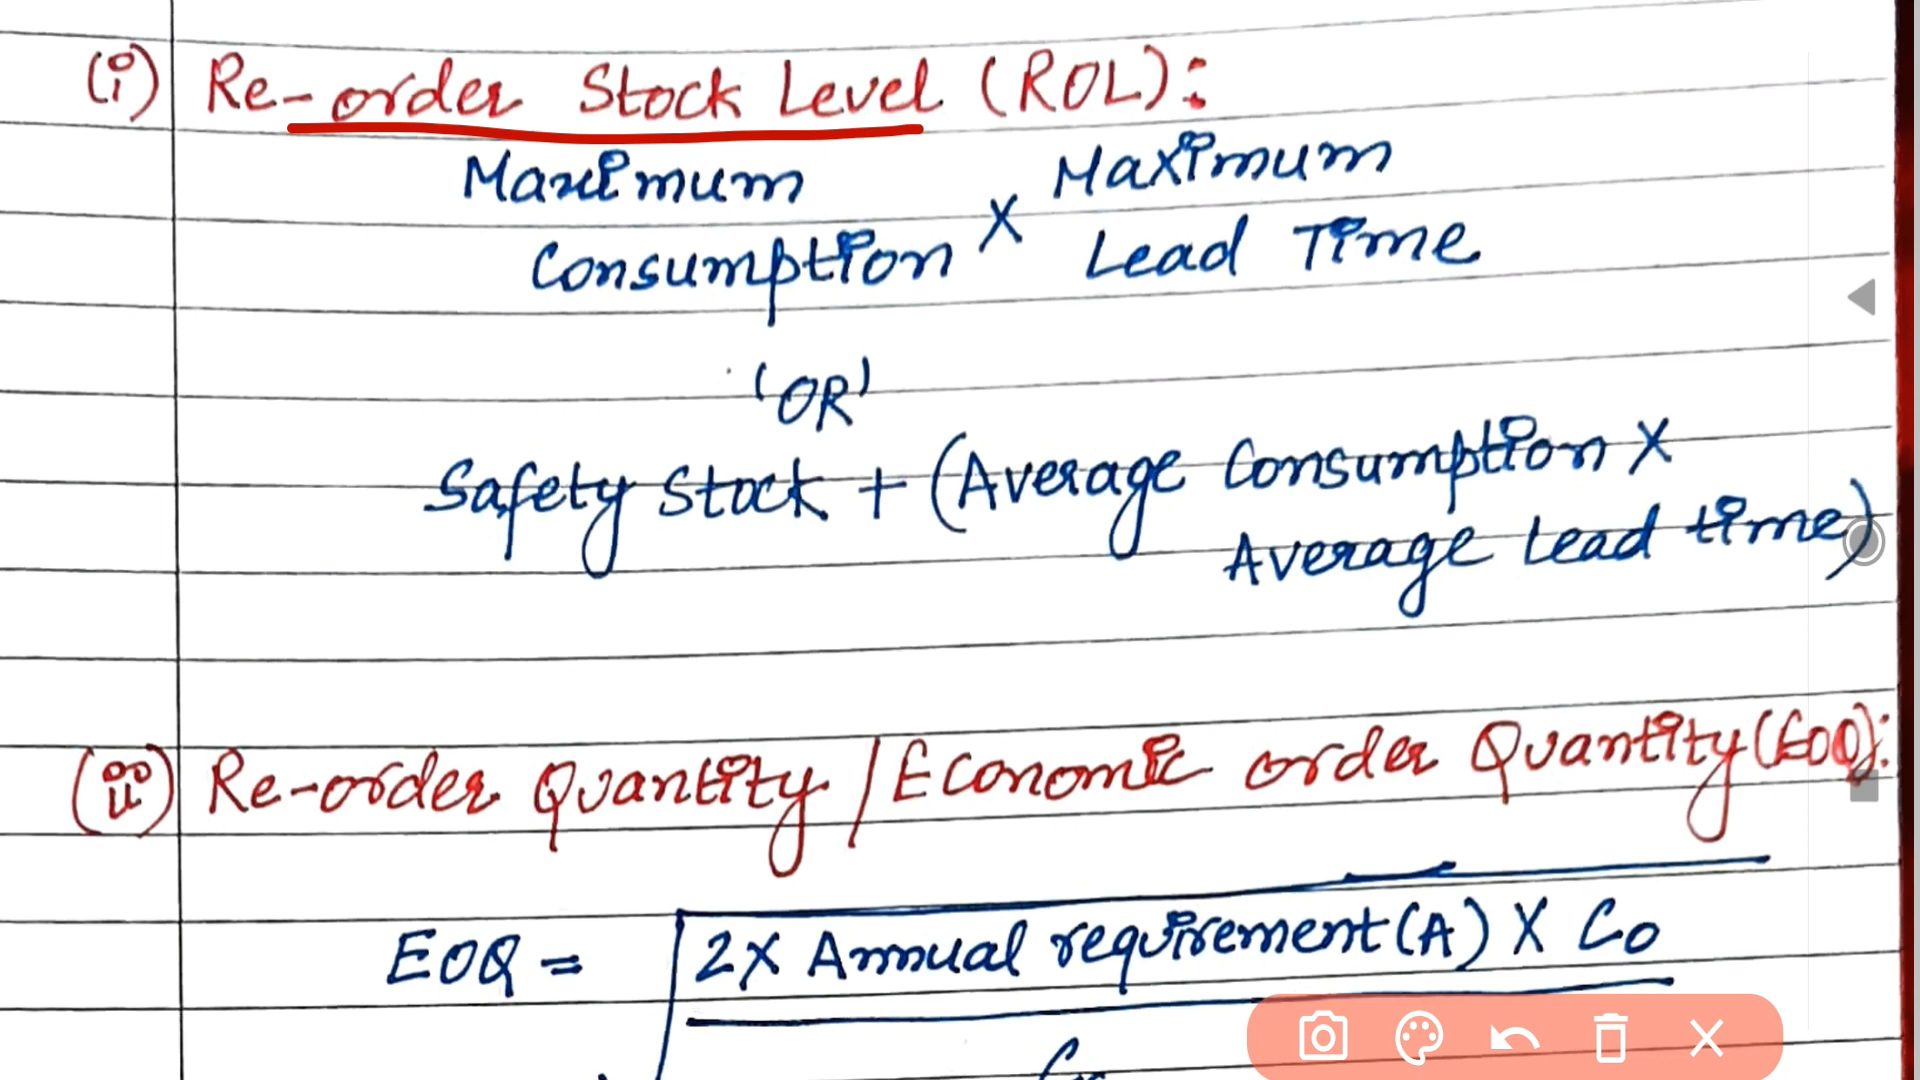 (i) Re-order Stock Level (ROL):
Maximum × Maximum
Consumption Lead Time
(OR)
Safety Stock + (Average Consumption ×
Average Lead time)
(ii) Re-order Quantity / Economic order Quantity (EOQ):
EOQ = 2× Annual requirement (A) × Co